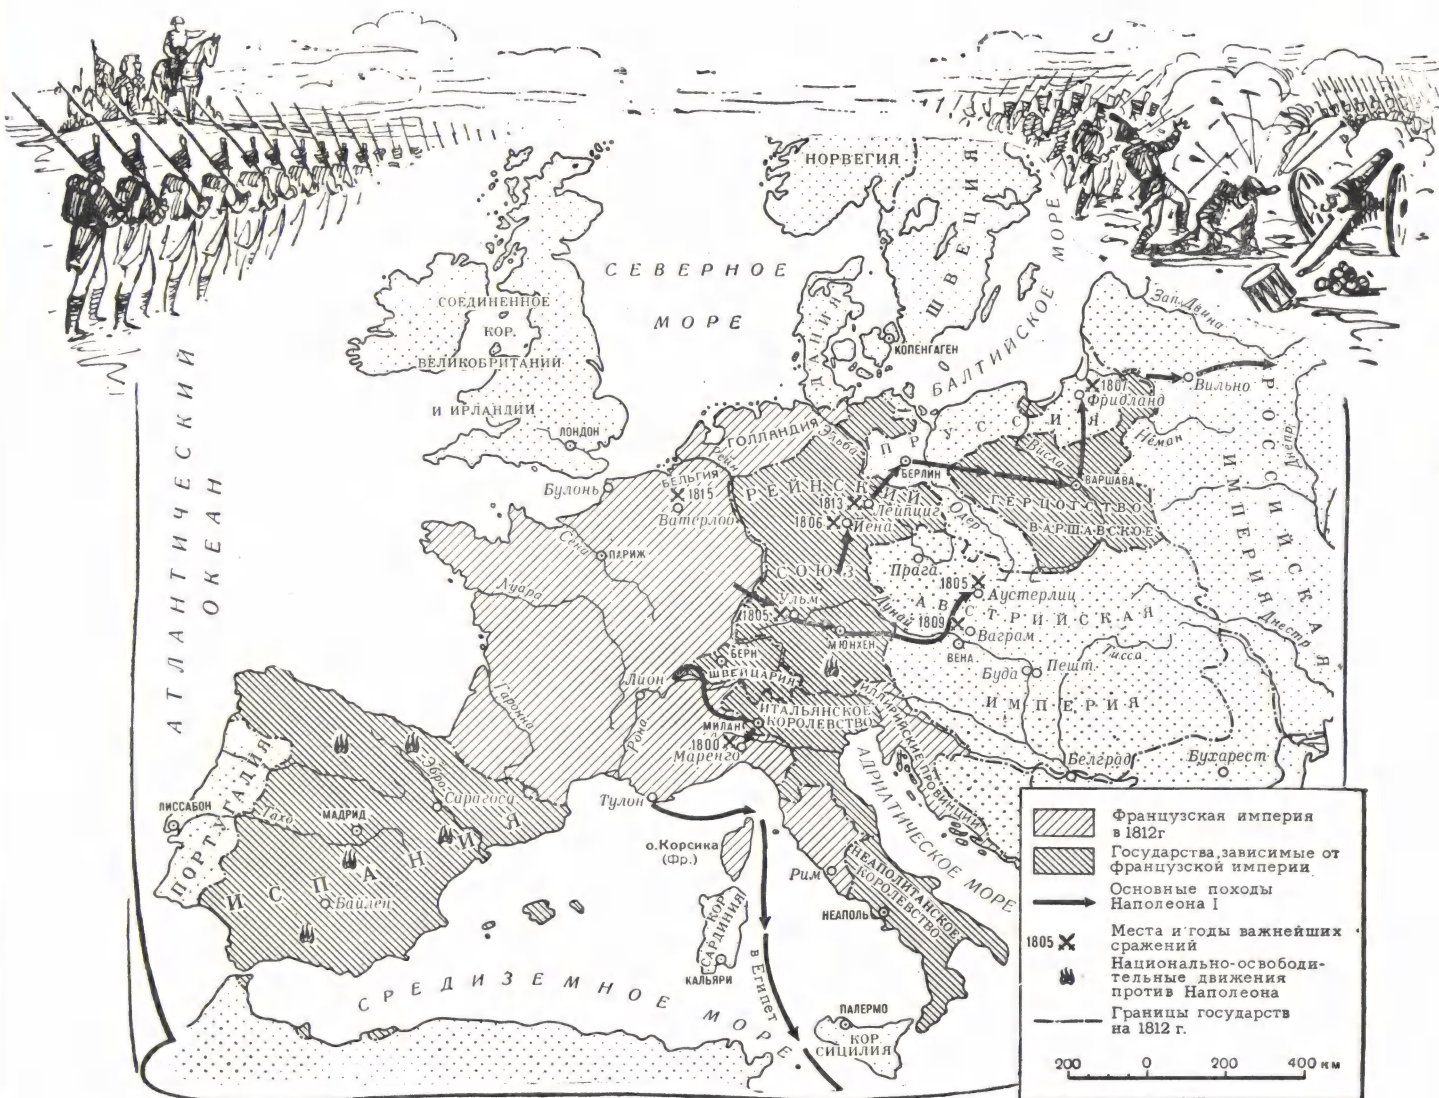 НОРВЕГИЯ
ШВЕЦИЯ
СЕВЕРНОЕ
МОРЕ
БАЛТИЙСКОЕ МОРЕ
ДАНИЯ
КОПЕНГАГЕН
Зап. Двина
СОЕДИНЕННОЕ
КОР.
ВЕЛИКОБРИТАНИИ
И ИРЛАНДИИ
ЛОНДОН
АТЛАНТИЧЕСКИЙ
ОКЕАН
1807
Фридланд
Вильно
РОССИЙСКАЯ
ИМПЕРИЯ
Неман
Днепр
ПРУССИЯ
ГОЛЛАНДИЯ
Эльба
Рейн
БЕРЛИН
Висла
ВАРШАВА
ГЕРЦОГСТВО
ВАРШАВСКОЕ
Булонь
БЕЛЬГИЯ
1815
Ватерлоо
РЕЙНСКИЙ
СОЮЗ
1813
Лейпциг
1806
Йена
Одер
Сена
ПАРИЖ
Прага
1805
Аустерлиц
Луара
Ульм
1805
Дунай
АВСТРИЙСКАЯ
ИМПЕРИЯ
1809
Ваграм
ВЕНА
МЮНХЕН
Днестр
Тисса
Буда
Пешт
БЕРН
ШВЕЙЦАРИЯ
Лион
Гаронна
Рона
ИТАЛЬЯНСКОЕ
КОРОЛЕВСТВО
ИЛЛИРИЙСКИЕ ПРОВИНЦИИ
МИЛАН
1800
Маренго
Белград
Бухарест
АДРИАТИЧЕСКОЕ МОРЕ
Тулон
ПОРТУГАЛИЯ
ЛИССАБОН
Тахо
МАДРИД
Эбро
Сарагоса
ИСПАНИЯ
Байлен
о.Корсика
(Фр.)
Рим
НЕАПОЛИТАНСКОЕ
КОРОЛЕВСТВО
НЕАПОЛЬ
КОР.
САРДИНИЯ
КАЛЬЯРИ
в Египет
СРЕДИЗЕМНОЕ МОРЕ
ПАЛЕРМО
КОР.
СИЦИЛИЯ
Французская империя
в 1812г
Государства, зависимые от
французской империи
Основные походы
Наполеона I
1805
Места и годы важнейших
сражений
Национально-освободи-
тельные движения
против Наполеона
Границы государств
на 1812 г.
200 0 200 400 км